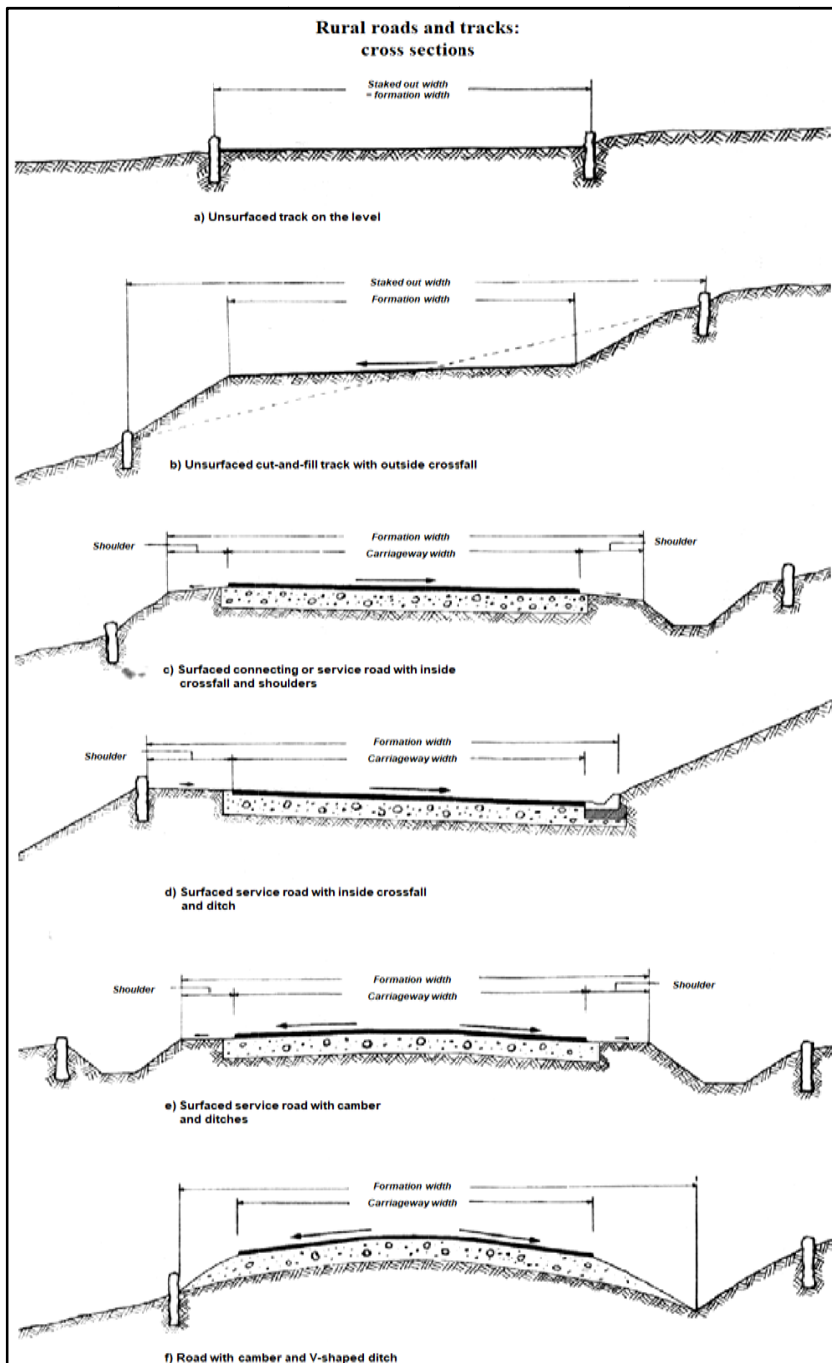 Rural roads and tracks:
cross sections
Staked out width
= formation width
a) Unsurfaced track on the level
Staked out width
Formation width
b) Unsurfaced cut-and-fill track with outside crossfall
Formation width
Shoulder
Carriageway width
Shoulder
c) Surfaced connecting or service road with inside
crossfall and shoulders
Formation width
Shoulder
Carriageway width
d) Surfaced service road with inside crossfall
and ditch
Formation width
Shoulder
Carriageway width
Shoulder
e) Surfaced service road with camber
and ditches
Formation width
Carriageway width
f) Road with camber and V-shaped ditch